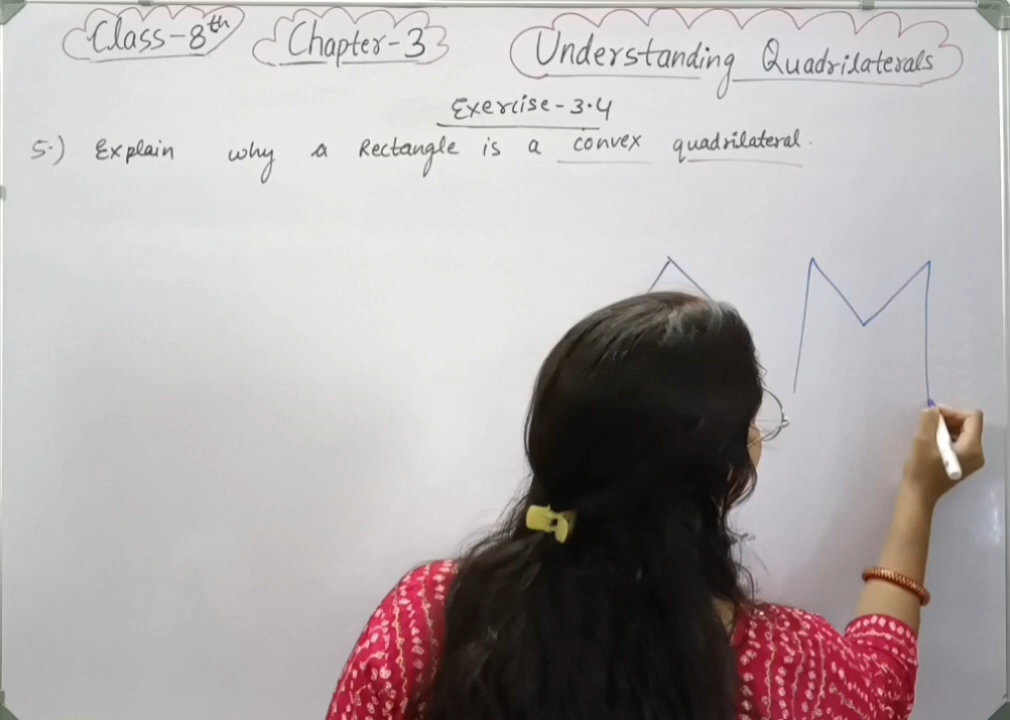 Class-8th Chapter-3 Understanding Quadrilaterals
Exercise-3.4
5.) Explain why a Rectangle is a convex quadrilateral.